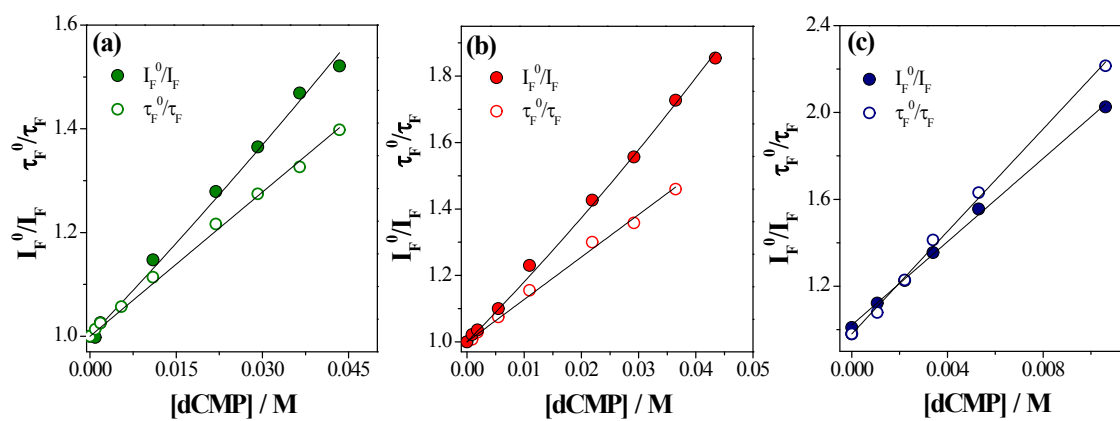 (a)
I_F^0/I_F
τ_F^0/τ_F
I_F^0/I_F τ_F^0/τ_F
1.6
1.4
1.2
1.0
0.000 0.015 0.030 0.045
[dCMP] / M
(b)
I_F^0/I_F
τ_F^0/τ_F
I_F^0/I_F τ_F^0/τ_F
1.8
1.6
1.4
1.2
1.0
0.00 0.01 0.02 0.03 0.04 0.05
[dCMP] / M
(c)
I_F^0/I_F
τ_F^0/τ_F
I_F^0/I_F τ_F^0/τ_F
2.4
2.0
1.6
1.2
0.000 0.004 0.008
[dCMP] / M